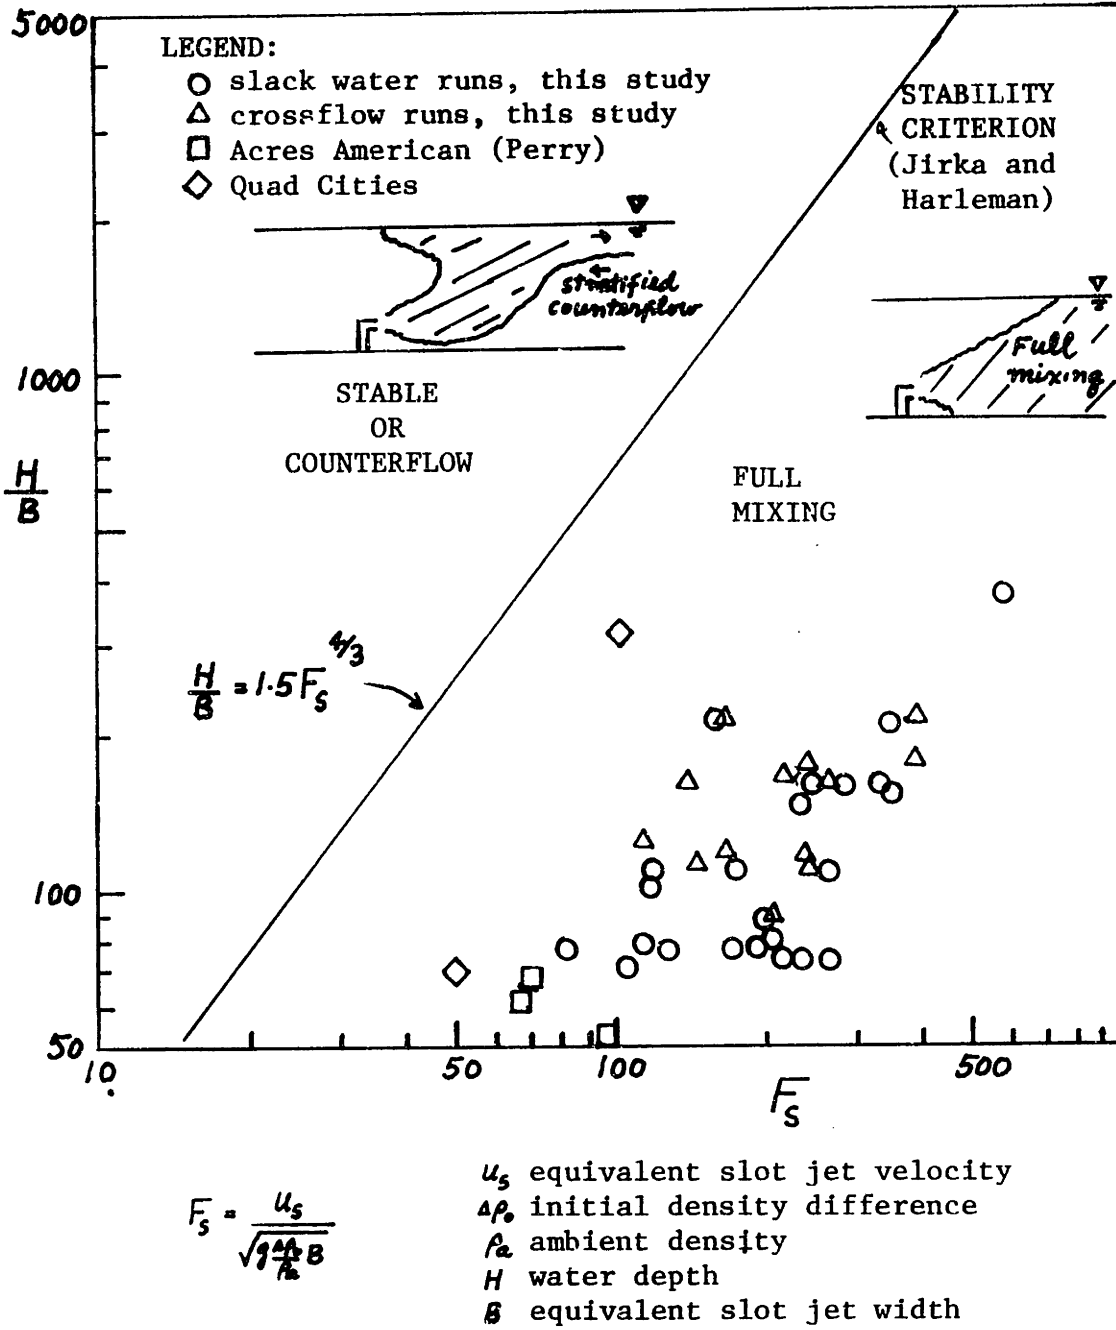 5000
LEGEND:
○ slack water runs, this study
△ crossflow runs, this study
□ Acres American (Perry)
◇ Quad Cities
STABILITY
CRITERION
(Jirka and
Harleman)
stratified
counterflow
Full
mixing
1000
STABLE
OR
COUNTERFLOW
H/B
FULL
MIXING
H/B = 1.5 F_s^{4/3}
100
50
10.
50
100
500
F_s
F_s = u_s / √(g Δρ_o/ρ_a B)
u_s equivalent slot jet velocity
Δρ_o initial density difference
ρ_a ambient density
H water depth
B equivalent slot jet width